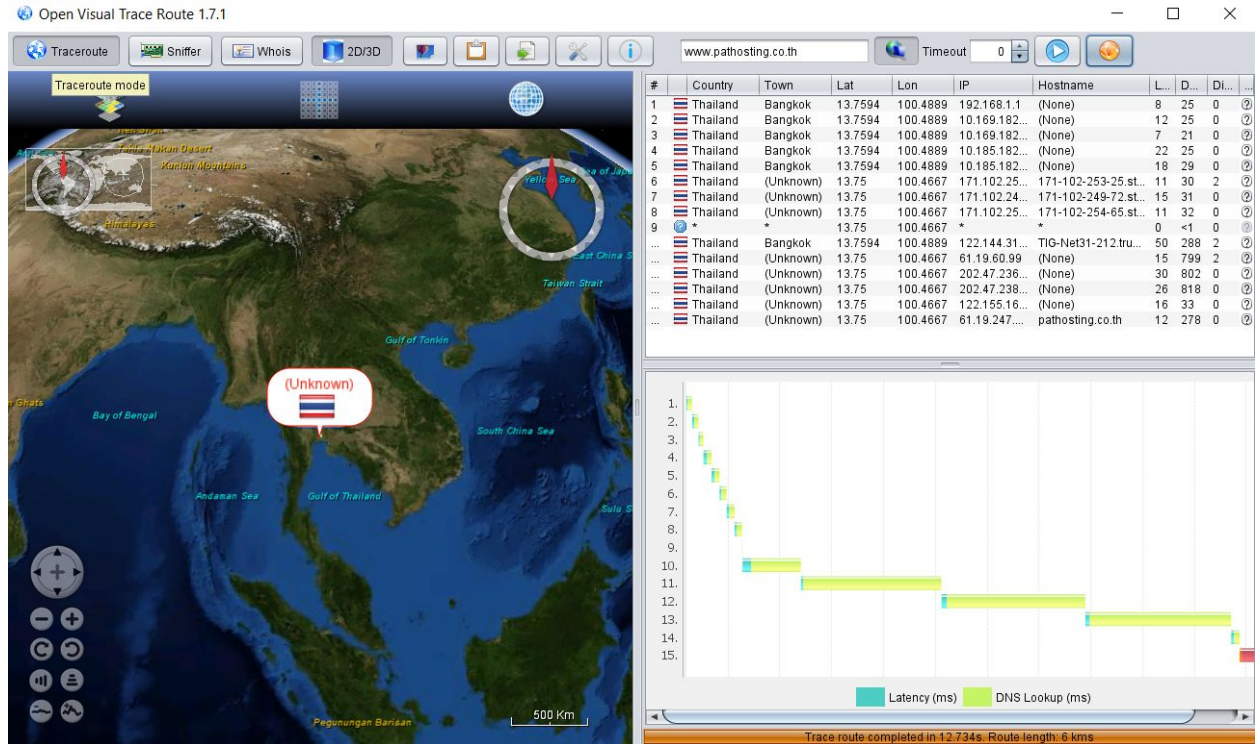 Open Visual Trace Route 1.7.1
Traceroute Sniffer Whois 2D/3D www.pathosting.co.th Timeout 0
Traceroute mode
Takla Makan Desert
Kunlun Mountains
Himalayas
Yellow Sea
Sea of Japa
East China S
Taiwan Strait
Gulf of Tonkin
(Unknown)
n Ghats
Bay of Bengal
South China Sea
Andaman Sea
Gulf of Thailand
Sulu S
Pegunungan Barisan
500 Km
# Country Town Lat Lon IP Hostname L... D... Di... ...
1 Thailand Bangkok 13.7594 100.4889 192.168.1.1 (None) 8 25 0
2 Thailand Bangkok 13.7594 100.4889 10.169.182... (None) 12 25 0
3 Thailand Bangkok 13.7594 100.4889 10.169.182... (None) 7 21 0
4 Thailand Bangkok 13.7594 100.4889 10.185.182... (None) 22 25 0
5 Thailand Bangkok 13.7594 100.4889 10.185.182... (None) 18 29 0
6 Thailand (Unknown) 13.75 100.4667 171.102.25... 171-102-253-25.st... 11 30 2
7 Thailand (Unknown) 13.75 100.4667 171.102.24... 171-102-249-72.st... 15 31 0
8 Thailand (Unknown) 13.75 100.4667 171.102.25... 171-102-254-65.st... 11 32 0
9 * * 13.75 100.4667 * * 0 <1 0
... Thailand Bangkok 13.7594 100.4889 122.144.31... TIG-Net31-212.tru... 50 288 2
... Thailand (Unknown) 13.75 100.4667 61.19.60.99 (None) 15 799 2
... Thailand (Unknown) 13.75 100.4667 202.47.236... (None) 30 802 0
... Thailand (Unknown) 13.75 100.4667 202.47.238... (None) 26 818 0
... Thailand (Unknown) 13.75 100.4667 122.155.16... (None) 16 33 0
... Thailand (Unknown) 13.75 100.4667 61.19.247.... pathosting.co.th 12 278 0
1.
2.
3.
4.
5.
6.
7.
8.
9.
10.
11.
12.
13.
14.
15.
Latency (ms) DNS Lookup (ms)
Trace route completed in 12.734s. Route length: 6 kms